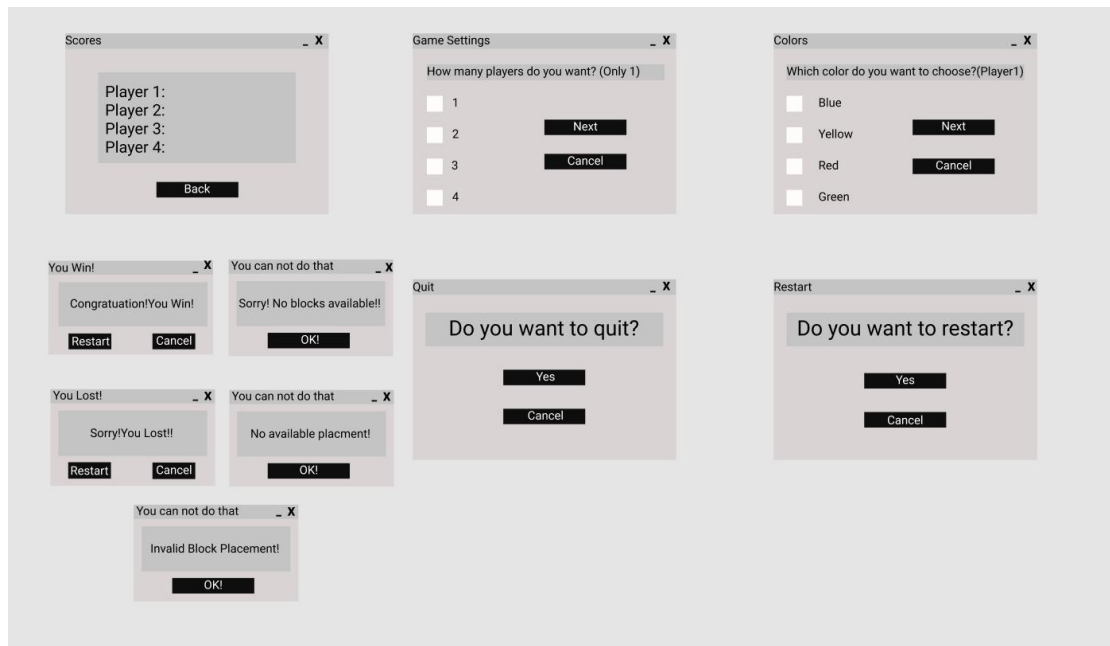 Scores _ X
Player 1:
Player 2:
Player 3:
Player 4:
Back
Game Settings _ X
How many players do you want? (Only 1)
1
2
3
4
Next
Cancel
Colors _ X
Which color do you want to choose?(Player1)
Blue
Yellow
Red
Green
Next
Cancel
You Win! _ X
Congratuation!You Win!
Restart Cancel
You can not do that _ X
Sorry! No blocks available!!
OK!
Quit _ X
Do you want to quit?
Yes
Cancel
Restart _ X
Do you want to restart?
Yes
Cancel
You Lost! _ X
Sorry!You Lost!!
Restart Cancel
You can not do that _ X
No available placment!
OK!
You can not do that _ X
Invalid Block Placement!
OK!